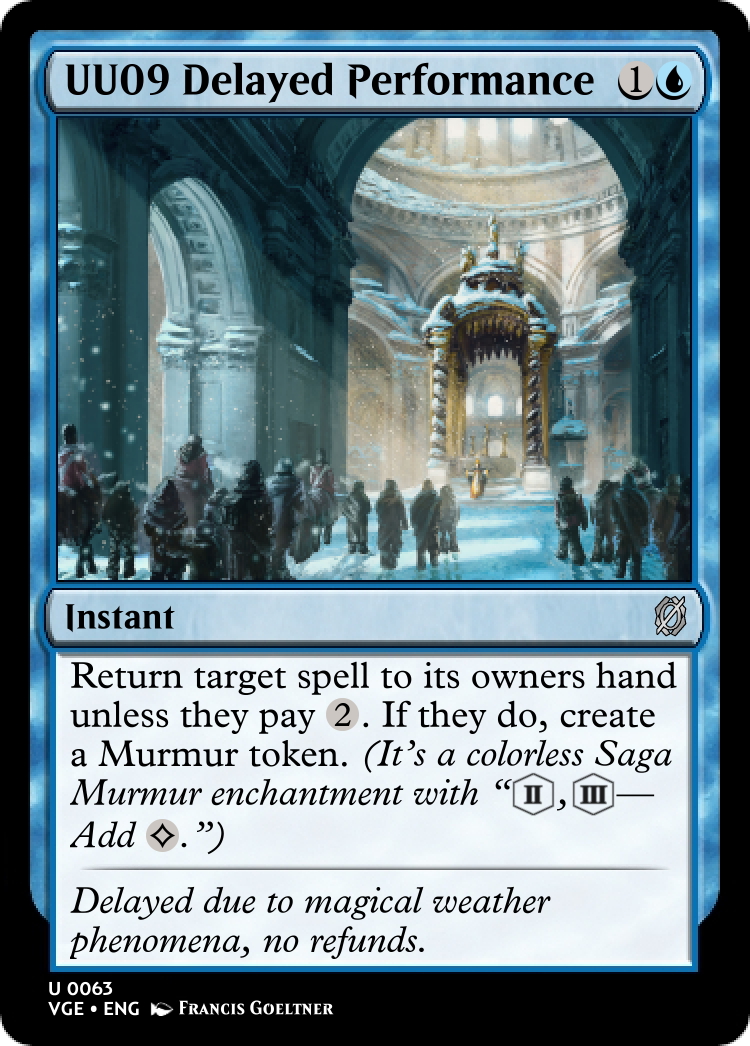 UU09 Delayed Performance 1
Instant
Return target spell to its owners hand
unless they pay 2. If they do, create
a Murmur token. (It's a colorless Saga
Murmur enchantment with “II, III—
Add .”)
Delayed due to magical weather
phenomena, no refunds.
U 0063
VGE • ENG Francis Goeltner